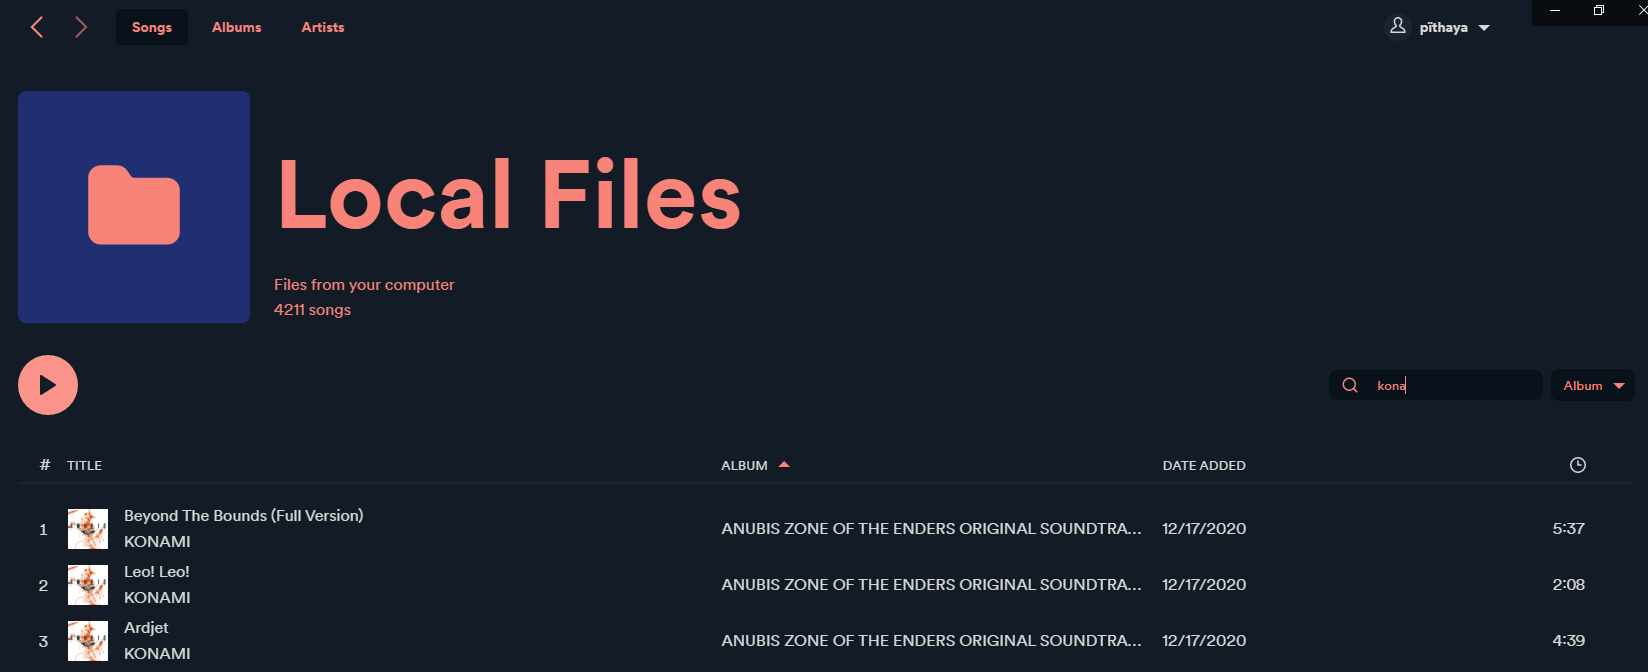 Songs Albums Artists pïthaya
Local Files
Files from your computer
4211 songs
kona Album
# TITLE ALBUM DATE ADDED
1 Beyond The Bounds (Full Version) ANUBIS ZONE OF THE ENDERS ORIGINAL SOUNDTRA... 12/17/2020 5:37
KONAMI
2 Leo! Leo! ANUBIS ZONE OF THE ENDERS ORIGINAL SOUNDTRA... 12/17/2020 2:08
KONAMI
3 Ardjet ANUBIS ZONE OF THE ENDERS ORIGINAL SOUNDTRA... 12/17/2020 4:39
KONAMI